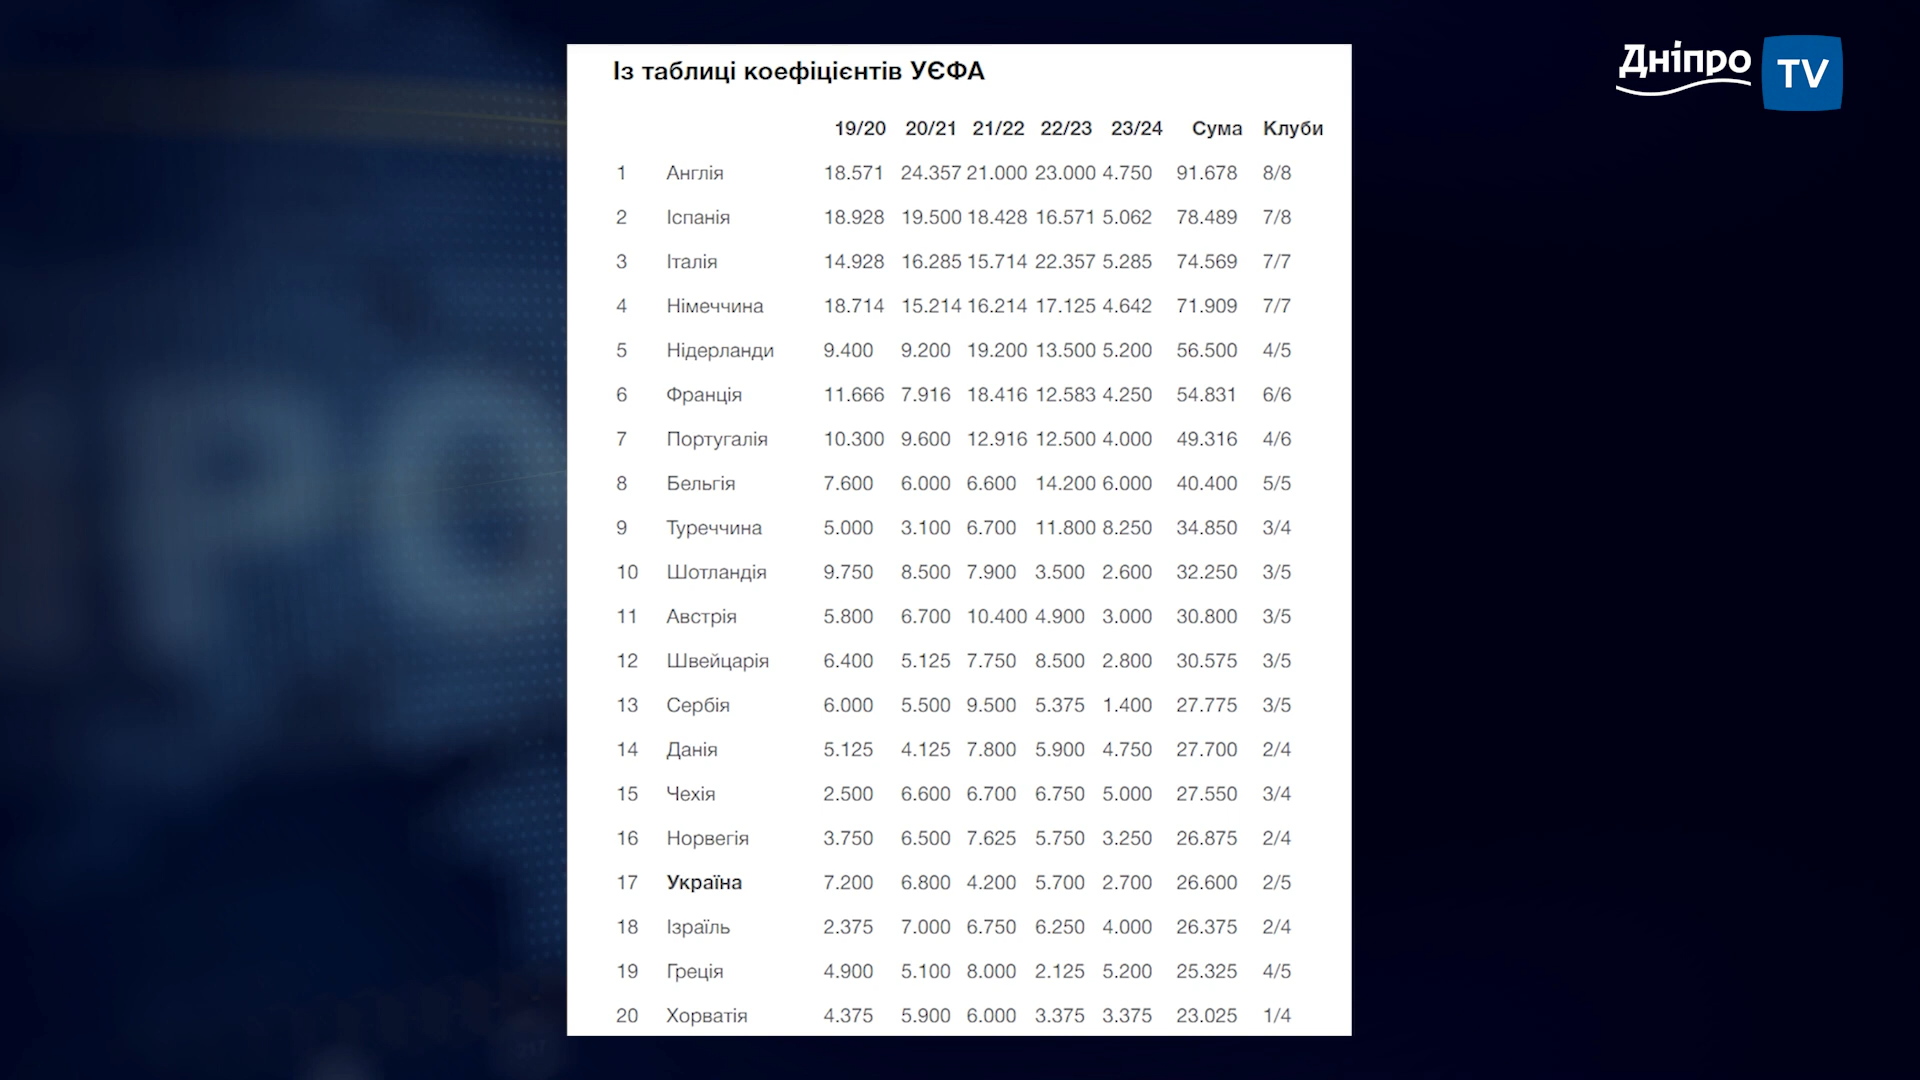 Дніпро TV
Із таблиці коефіцієнтів УЄФА
19/20 20/21 21/22 22/23 23/24 Сума Клуби
1 Англія 18.571 24.357 21.000 23.000 4.750 91.678 8/8
2 Іспанія 18.928 19.500 18.428 16.571 5.062 78.489 7/8
3 Італія 14.928 16.285 15.714 22.357 5.285 74.569 7/7
4 Німеччина 18.714 15.214 16.214 17.125 4.642 71.909 7/7
5 Нідерланди 9.400 9.200 19.200 13.500 5.200 56.500 4/5
6 Франція 11.666 7.916 18.416 12.583 4.250 54.831 6/6
7 Португалія 10.300 9.600 12.916 12.500 4.000 49.316 4/6
8 Бельгія 7.600 6.000 6.600 14.200 6.000 40.400 5/5
9 Туреччина 5.000 3.100 6.700 11.800 8.250 34.850 3/4
10 Шотландія 9.750 8.500 7.900 3.500 2.600 32.250 3/5
11 Австрія 5.800 6.700 10.400 4.900 3.000 30.800 3/5
12 Швейцарія 6.400 5.125 7.750 8.500 2.800 30.575 3/5
13 Сербія 6.000 5.500 9.500 5.375 1.400 27.775 3/5
14 Данія 5.125 4.125 7.800 5.900 4.750 27.700 2/4
15 Чехія 2.500 6.600 6.700 6.750 5.000 27.550 3/4
16 Норвегія 3.750 6.500 7.625 5.750 3.250 26.875 2/4
17 Україна 7.200 6.800 4.200 5.700 2.700 26.600 2/5
18 Ізраїль 2.375 7.000 6.750 6.250 4.000 26.375 2/4
19 Греція 4.900 5.100 8.000 2.125 5.200 25.325 4/5
20 Хорватія 4.375 5.900 6.000 3.375 3.375 23.025 1/4